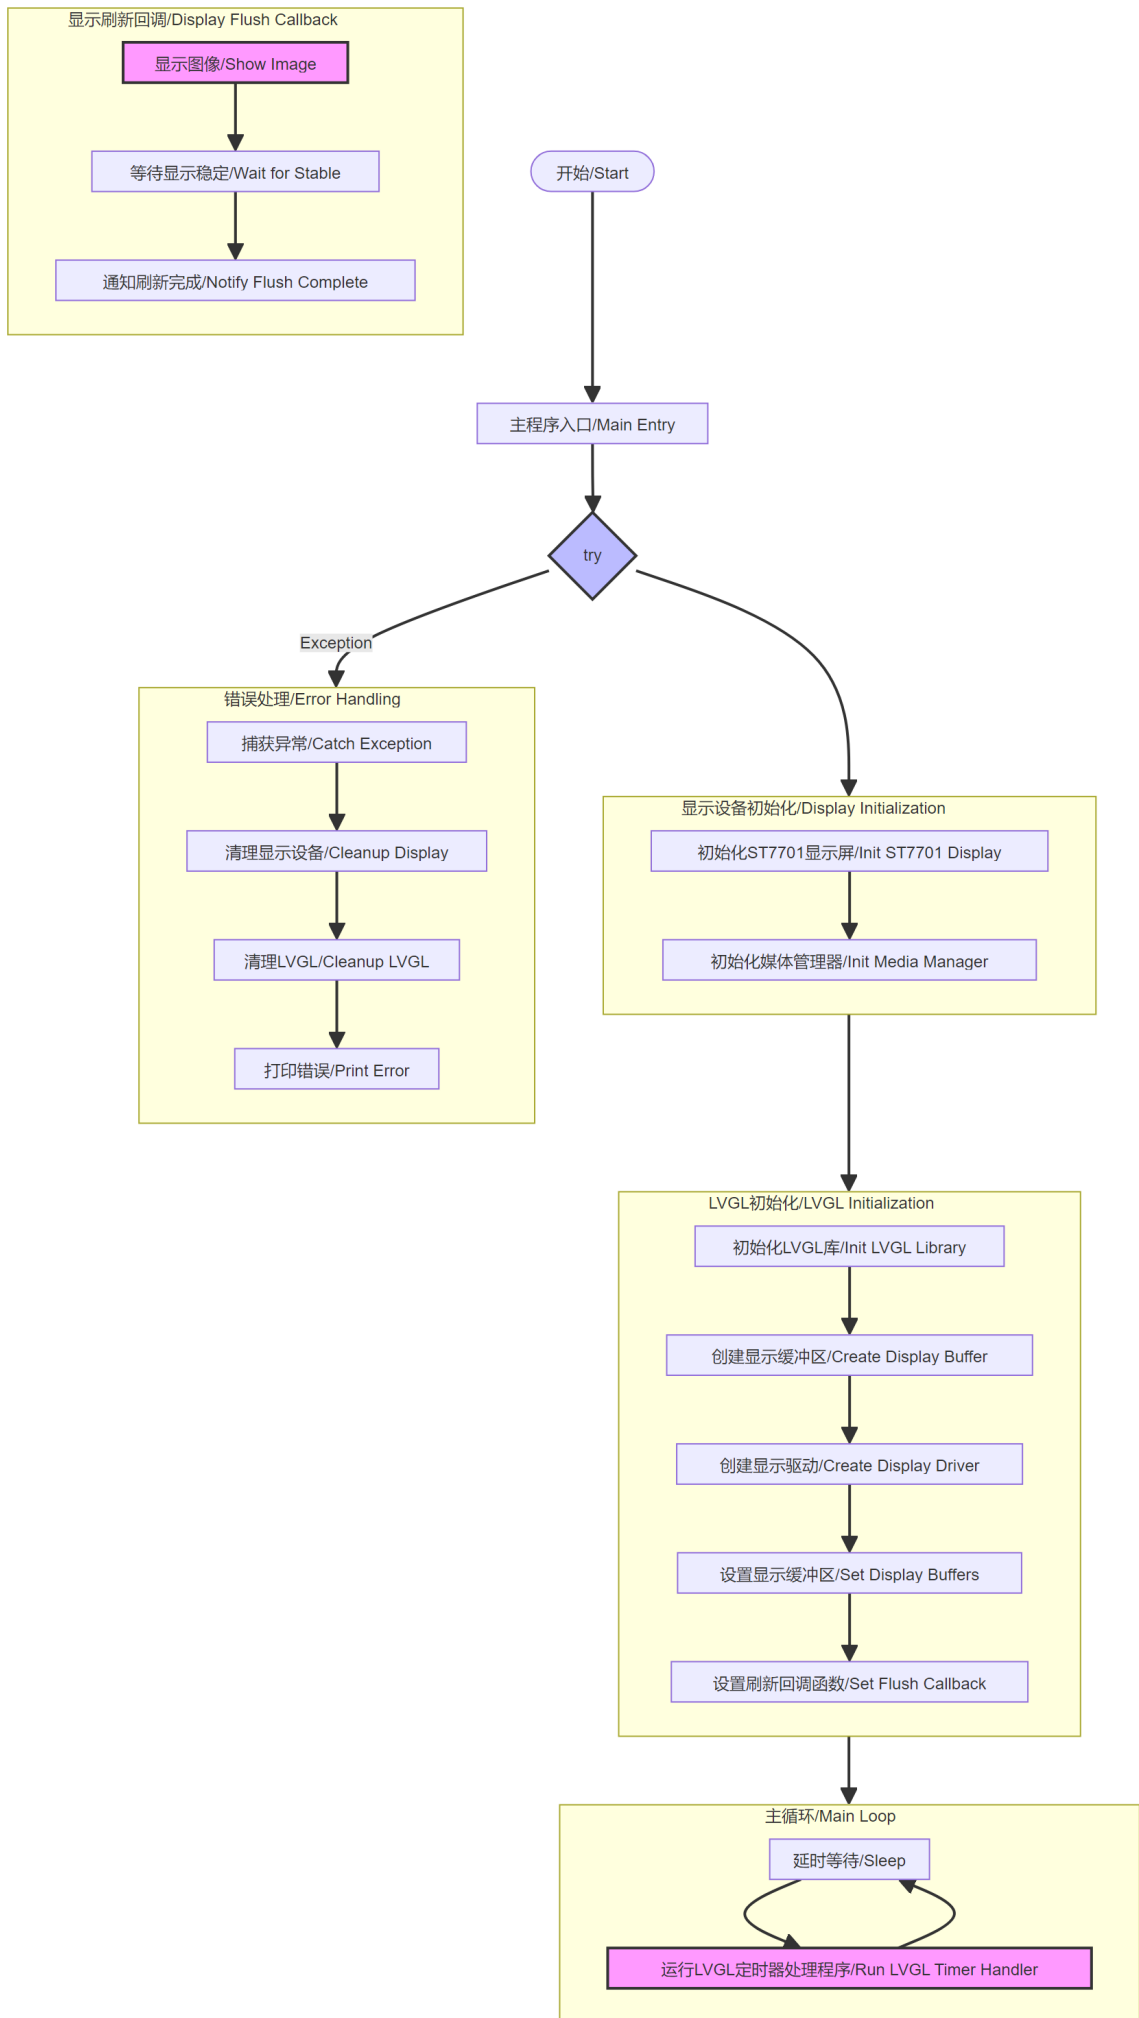 显示刷新回调/Display Flush Callback
显示图像/Show Image
等待显示稳定/Wait for Stable
通知刷新完成/Notify Flush Complete
开始/Start
主程序入口/Main Entry
try
Exception
错误处理/Error Handling
捕获异常/Catch Exception
清理显示设备/Cleanup Display
清理LVGL/Cleanup LVGL
打印错误/Print Error
显示设备初始化/Display Initialization
初始化ST7701显示屏/Init ST7701 Display
初始化媒体管理器/Init Media Manager
LVGL初始化/LVGL Initialization
初始化LVGL库/Init LVGL Library
创建显示缓冲区/Create Display Buffer
创建显示驱动/Create Display Driver
设置显示缓冲区/Set Display Buffers
设置刷新回调函数/Set Flush Callback
主循环/Main Loop
延时等待/Sleep
运行LVGL定时器处理程序/Run LVGL Timer Handler